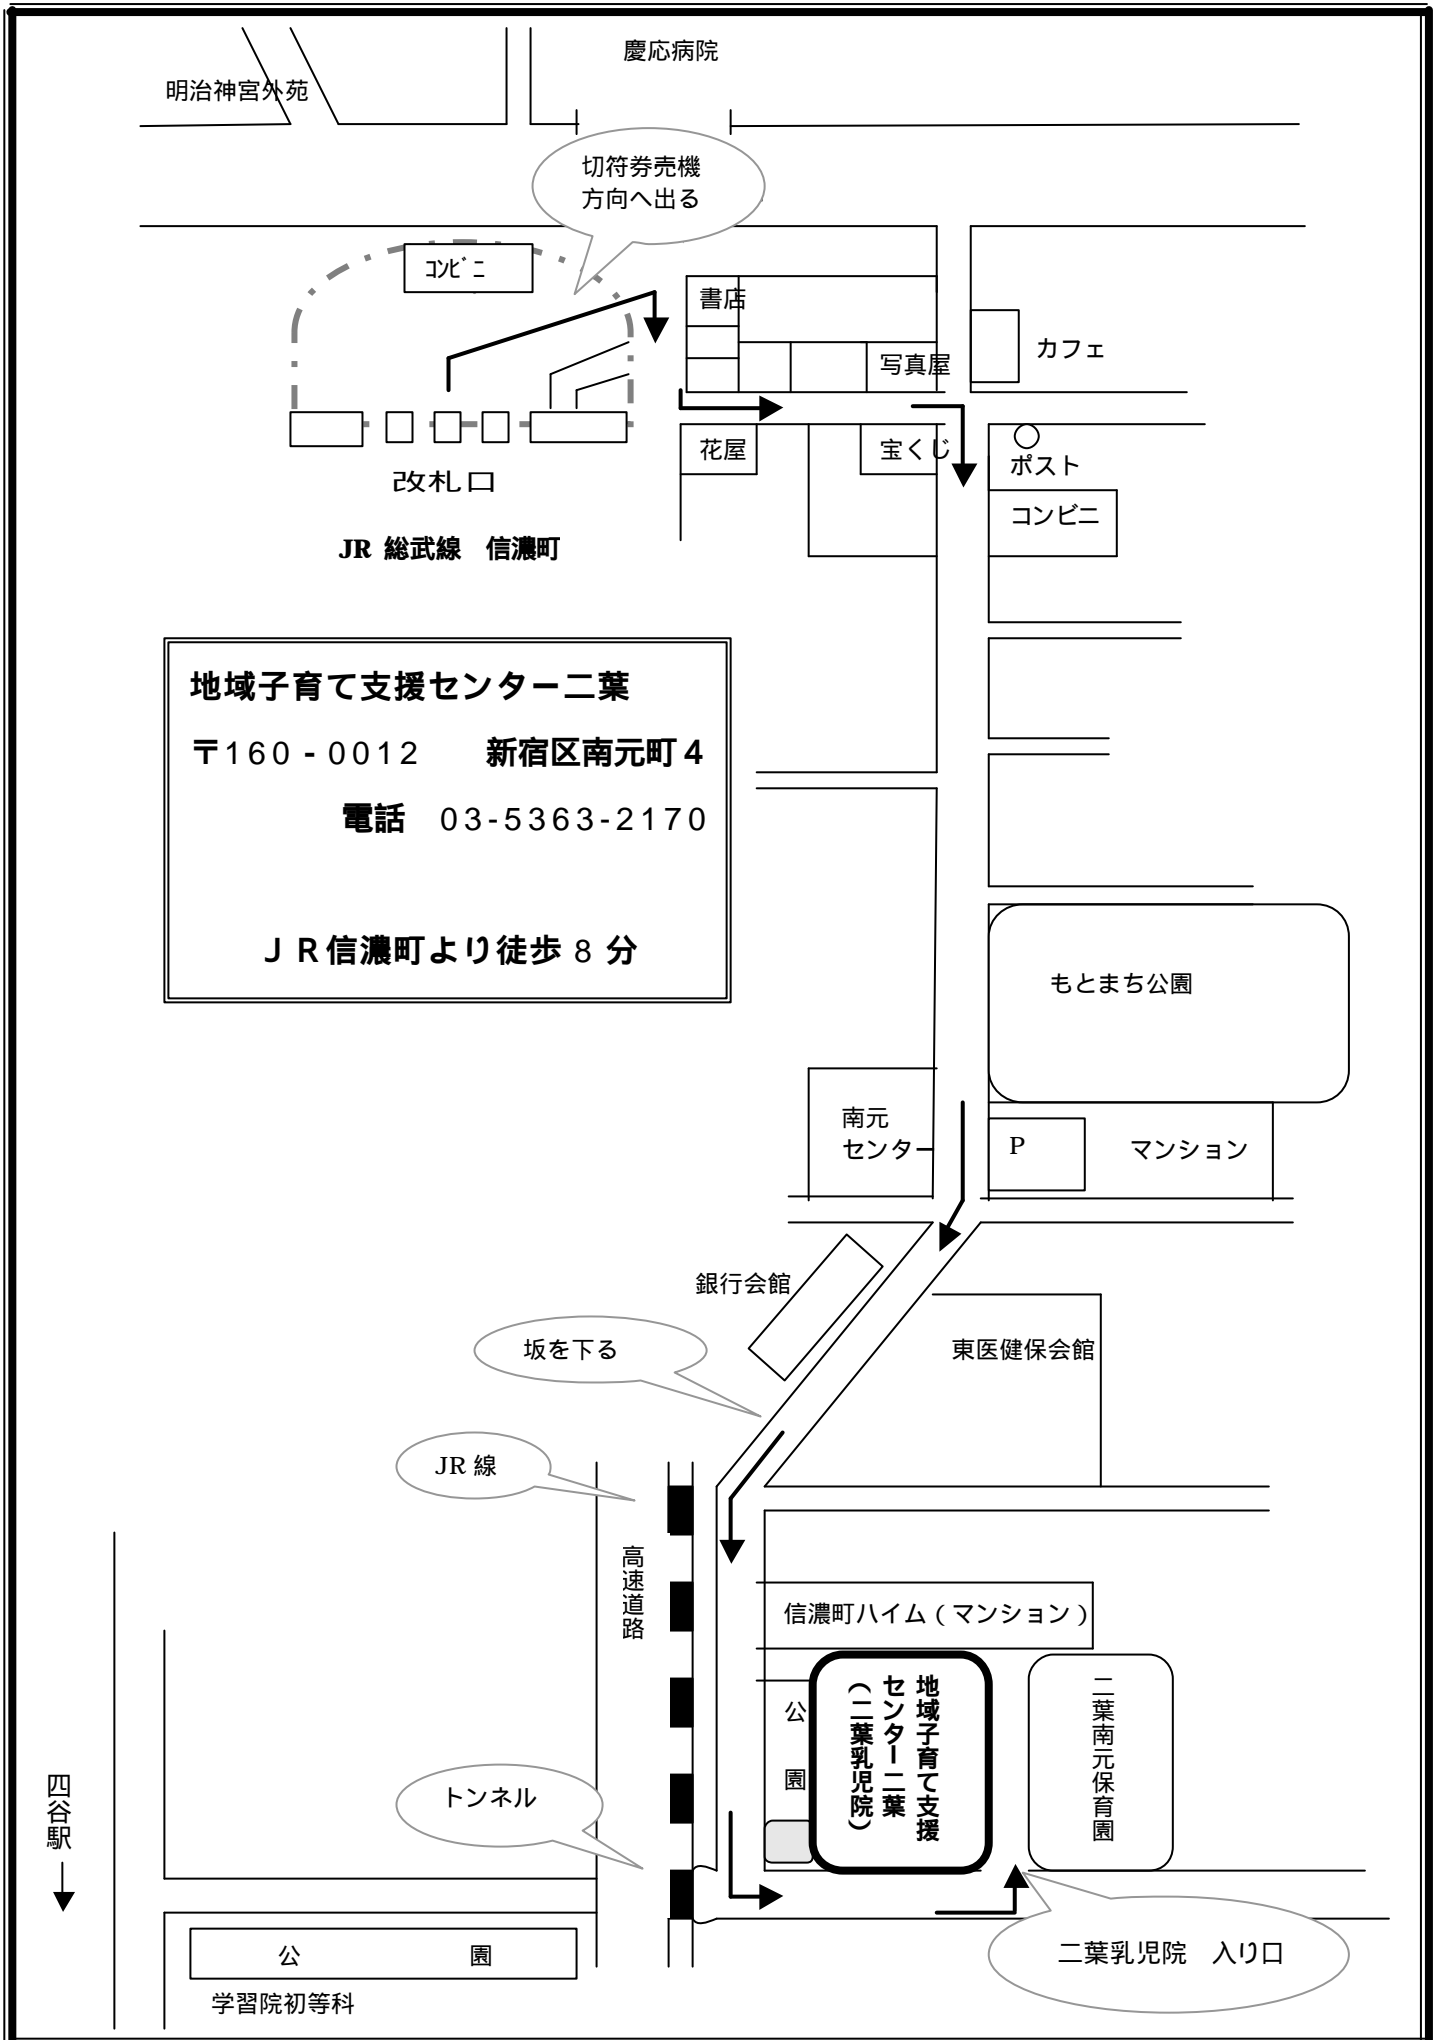 慶応病院
明治神宮外苑
切符券売機
方向へ出る
コンビニ
書店
写真屋
カフェ
花屋
宝くじ
ポスト
コンビニ
改札口
JR 総武線　信濃町
地域子育て支援センター二葉
〒160‐0012　新宿区南元町４
電話　03-5363-2170
ＪＲ信濃町より徒歩 8 分
もとまち公園
南元
センター
P
マンション
銀行会館
坂を下る
東医健保会館
JR 線
高速道路
信濃町ハイム（マンション）
公園
地域子育て支援
センター二葉
（二葉乳児院）
二葉南元保育園
トンネル
四谷駅
二葉乳児院　入り口
公　園
学習院初等科